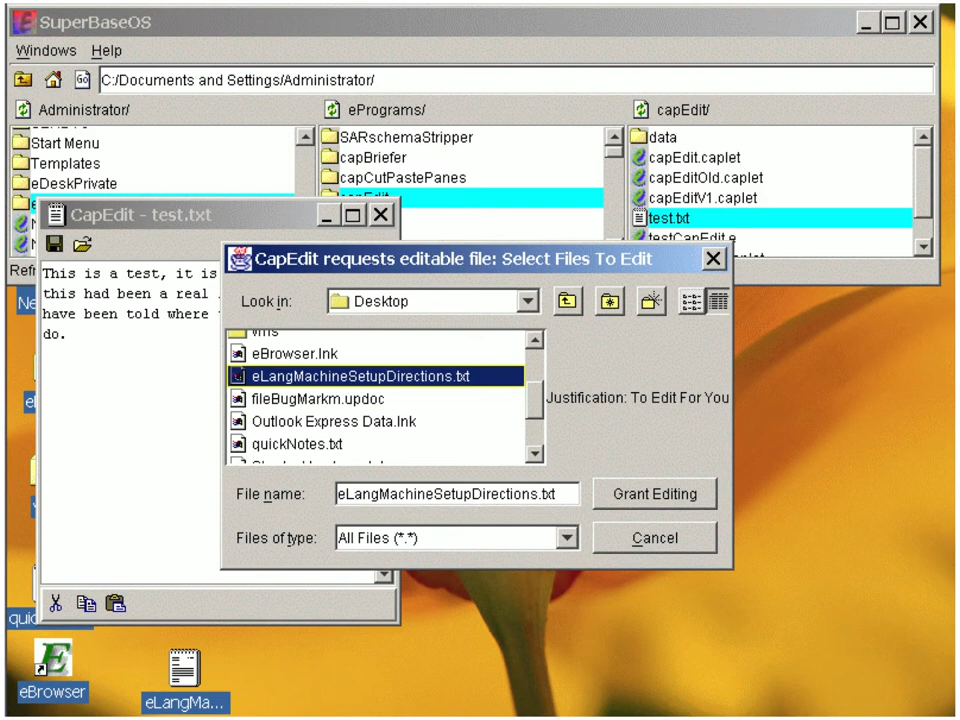 SuperBaseOS
Windows Help
C:/Documents and Settings/Administrator/
Administrator/
Start Menu
Templates
eDeskPrivate
ePrograms/
SARschemaStripper
capBriefer
capCutPastePanes
capEdit
capEdit/
data
capEdit.caplet
capEditOld.caplet
capEditV1.caplet
test.txt
testCapEdit.e
CapEdit - test.txt
This is a test, it is
this had been a real
have been told where
do.
CapEdit requests editable file: Select Files To Edit
Look in: Desktop
vms
eBrowser.lnk
eLangMachineSetupDirections.txt
fileBugMarkm.updoc
Outlook Express Data.lnk
quickNotes.txt
Justification: To Edit For You
File name: eLangMachineSetupDirections.txt Grant Editing
Files of type: All Files (*.*) Cancel
eBrowser
eLangMa...